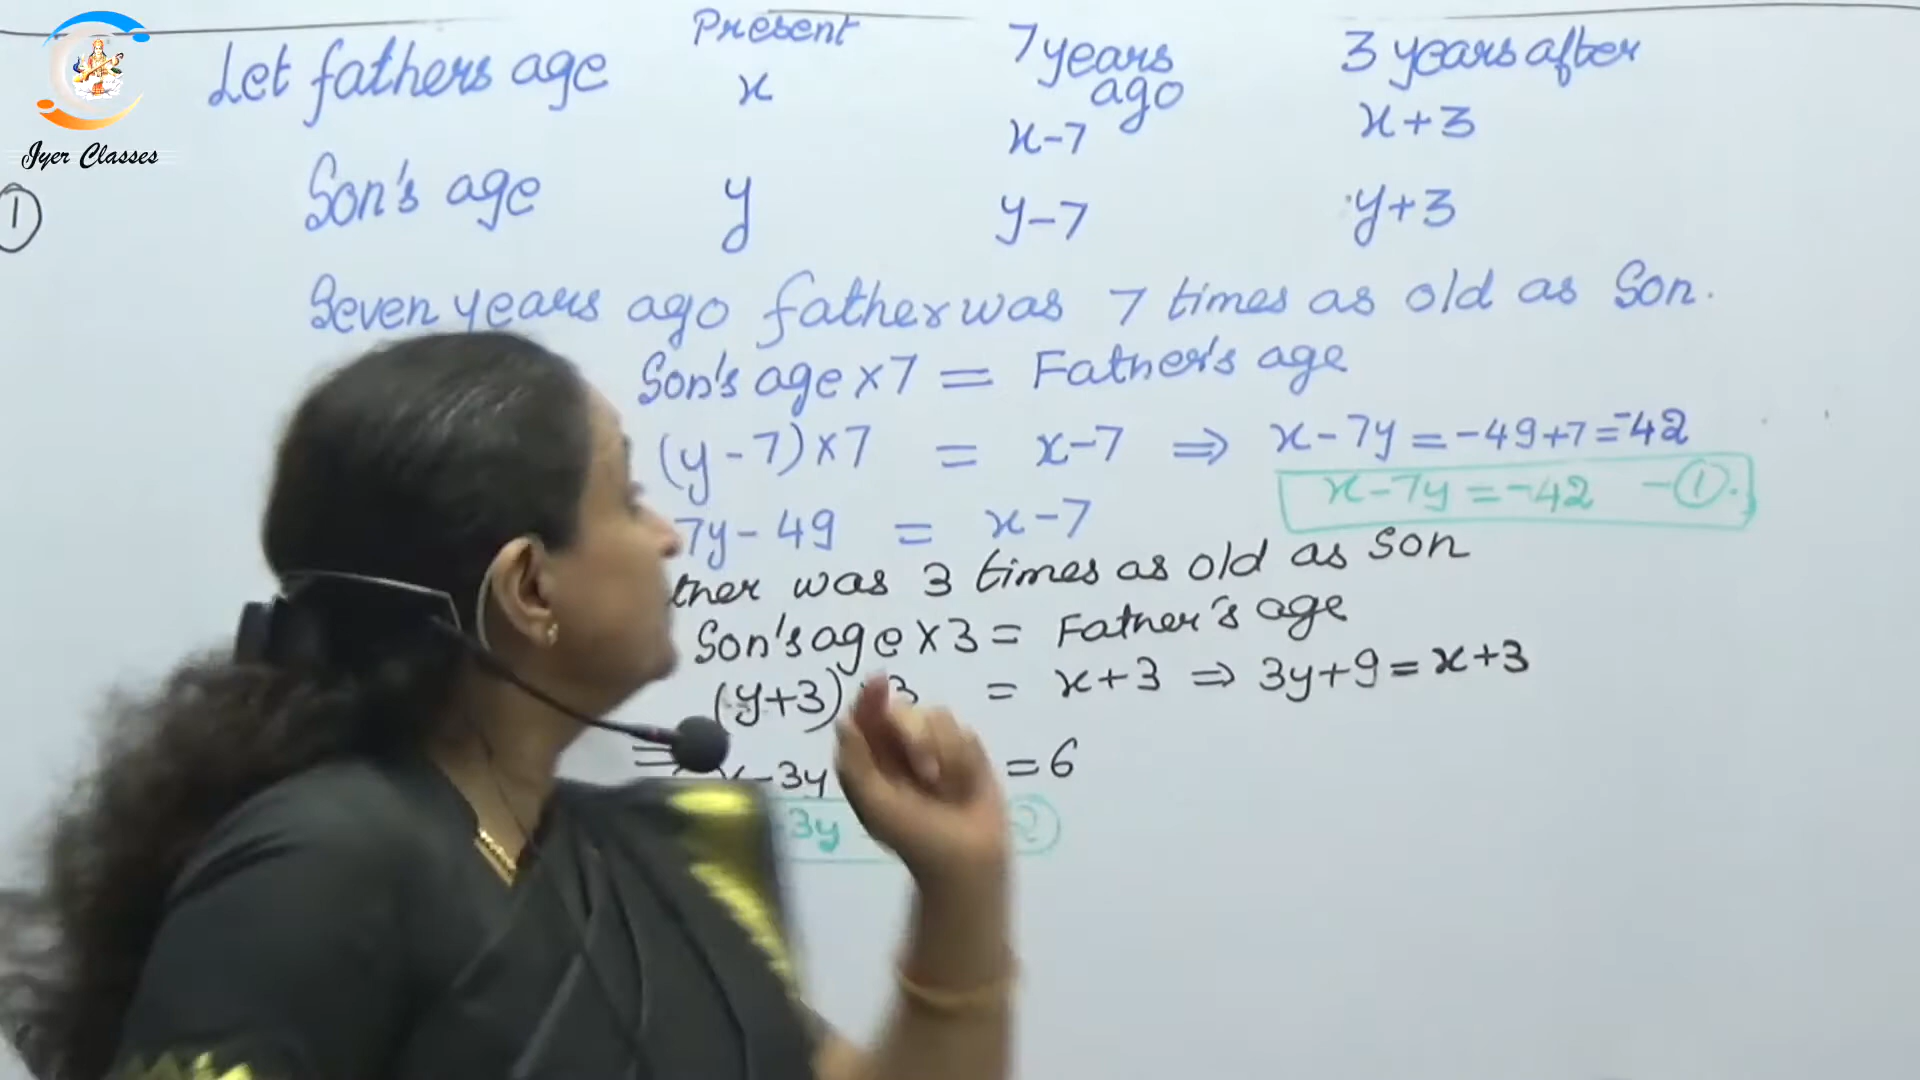 Present 7 years ago 3 years after
Let fathers age x x-7 x+3
Iyer Classes
1
Son's age y y-7 y+3
Seven years ago father was 7 times as old as Son.
Son's age×7 = Father's age
(y-7)×7 = x-7 ⇒ x-7y = -49+7 = -42
x-7y = -42 - ①.
7y-49 = x-7
ther was 3 times as old as son
Son's age×3 = Father's age
(y+3)×3 = x+3 ⇒ 3y+9 = x+3
x-3y = 6
3y 2